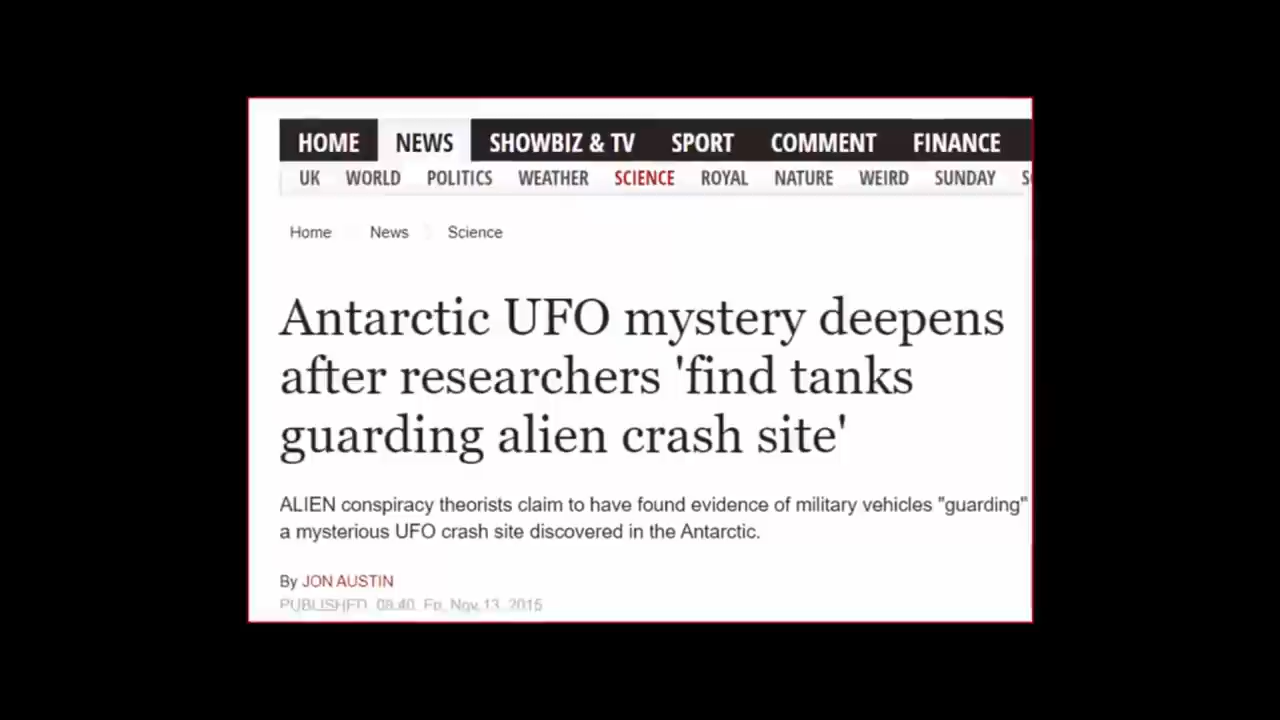 HOME NEWS SHOWBIZ & TV SPORT COMMENT FINANCE
UK WORLD POLITICS WEATHER SCIENCE ROYAL NATURE WEIRD SUNDAY
Home News Science
Antarctic UFO mystery deepens
after researchers 'find tanks
guarding alien crash site'
ALIEN conspiracy theorists claim to have found evidence of military vehicles "guarding"
a mysterious UFO crash site discovered in the Antarctic.
By JON AUSTIN
PUBLISHED: 08:40, Fri, Nov 13, 2015